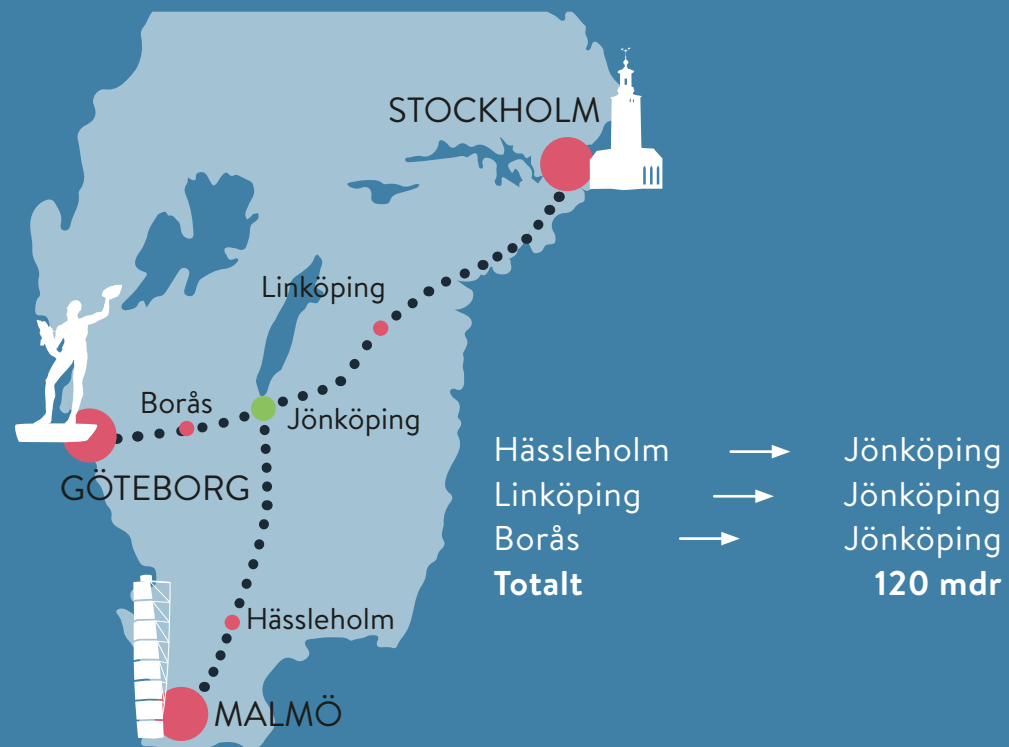 STOCKHOLM
Linköping
Borås
Jönköping
GÖTEBORG
Hässleholm
MALMÖ
Hässleholm → Jönköping
Linköping → Jönköping
Borås → Jönköping
Totalt 120 mdr